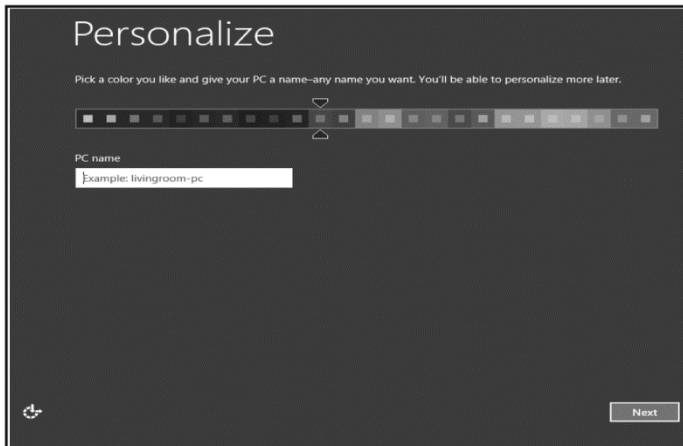 Personalize
Pick a color you like and give your PC a name–any name you want. You'll be able to personalize more later.
PC name
Example: livingroom-pc
Next